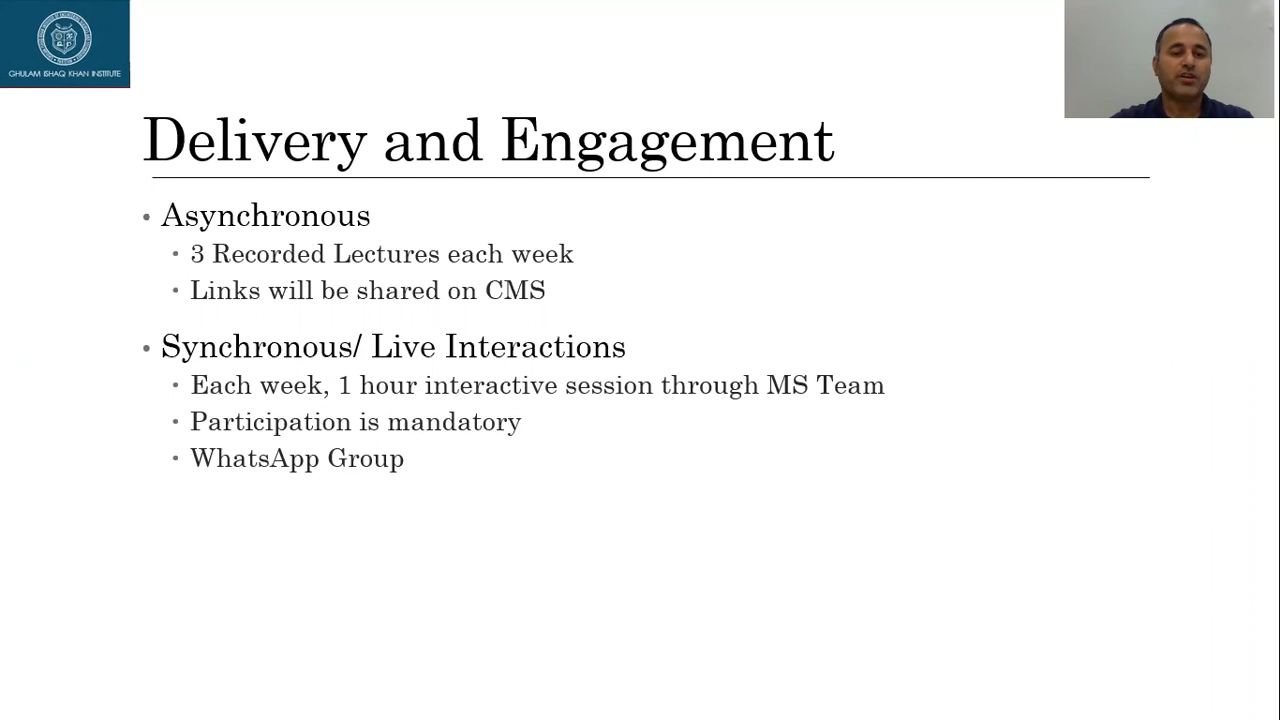 GHULAM ISHAQ KHAN INSTITUTE
Delivery and Engagement
• Asynchronous
• 3 Recorded Lectures each week
• Links will be shared on CMS
• Synchronous/ Live Interactions
• Each week, 1 hour interactive session through MS Team
• Participation is mandatory
• WhatsApp Group